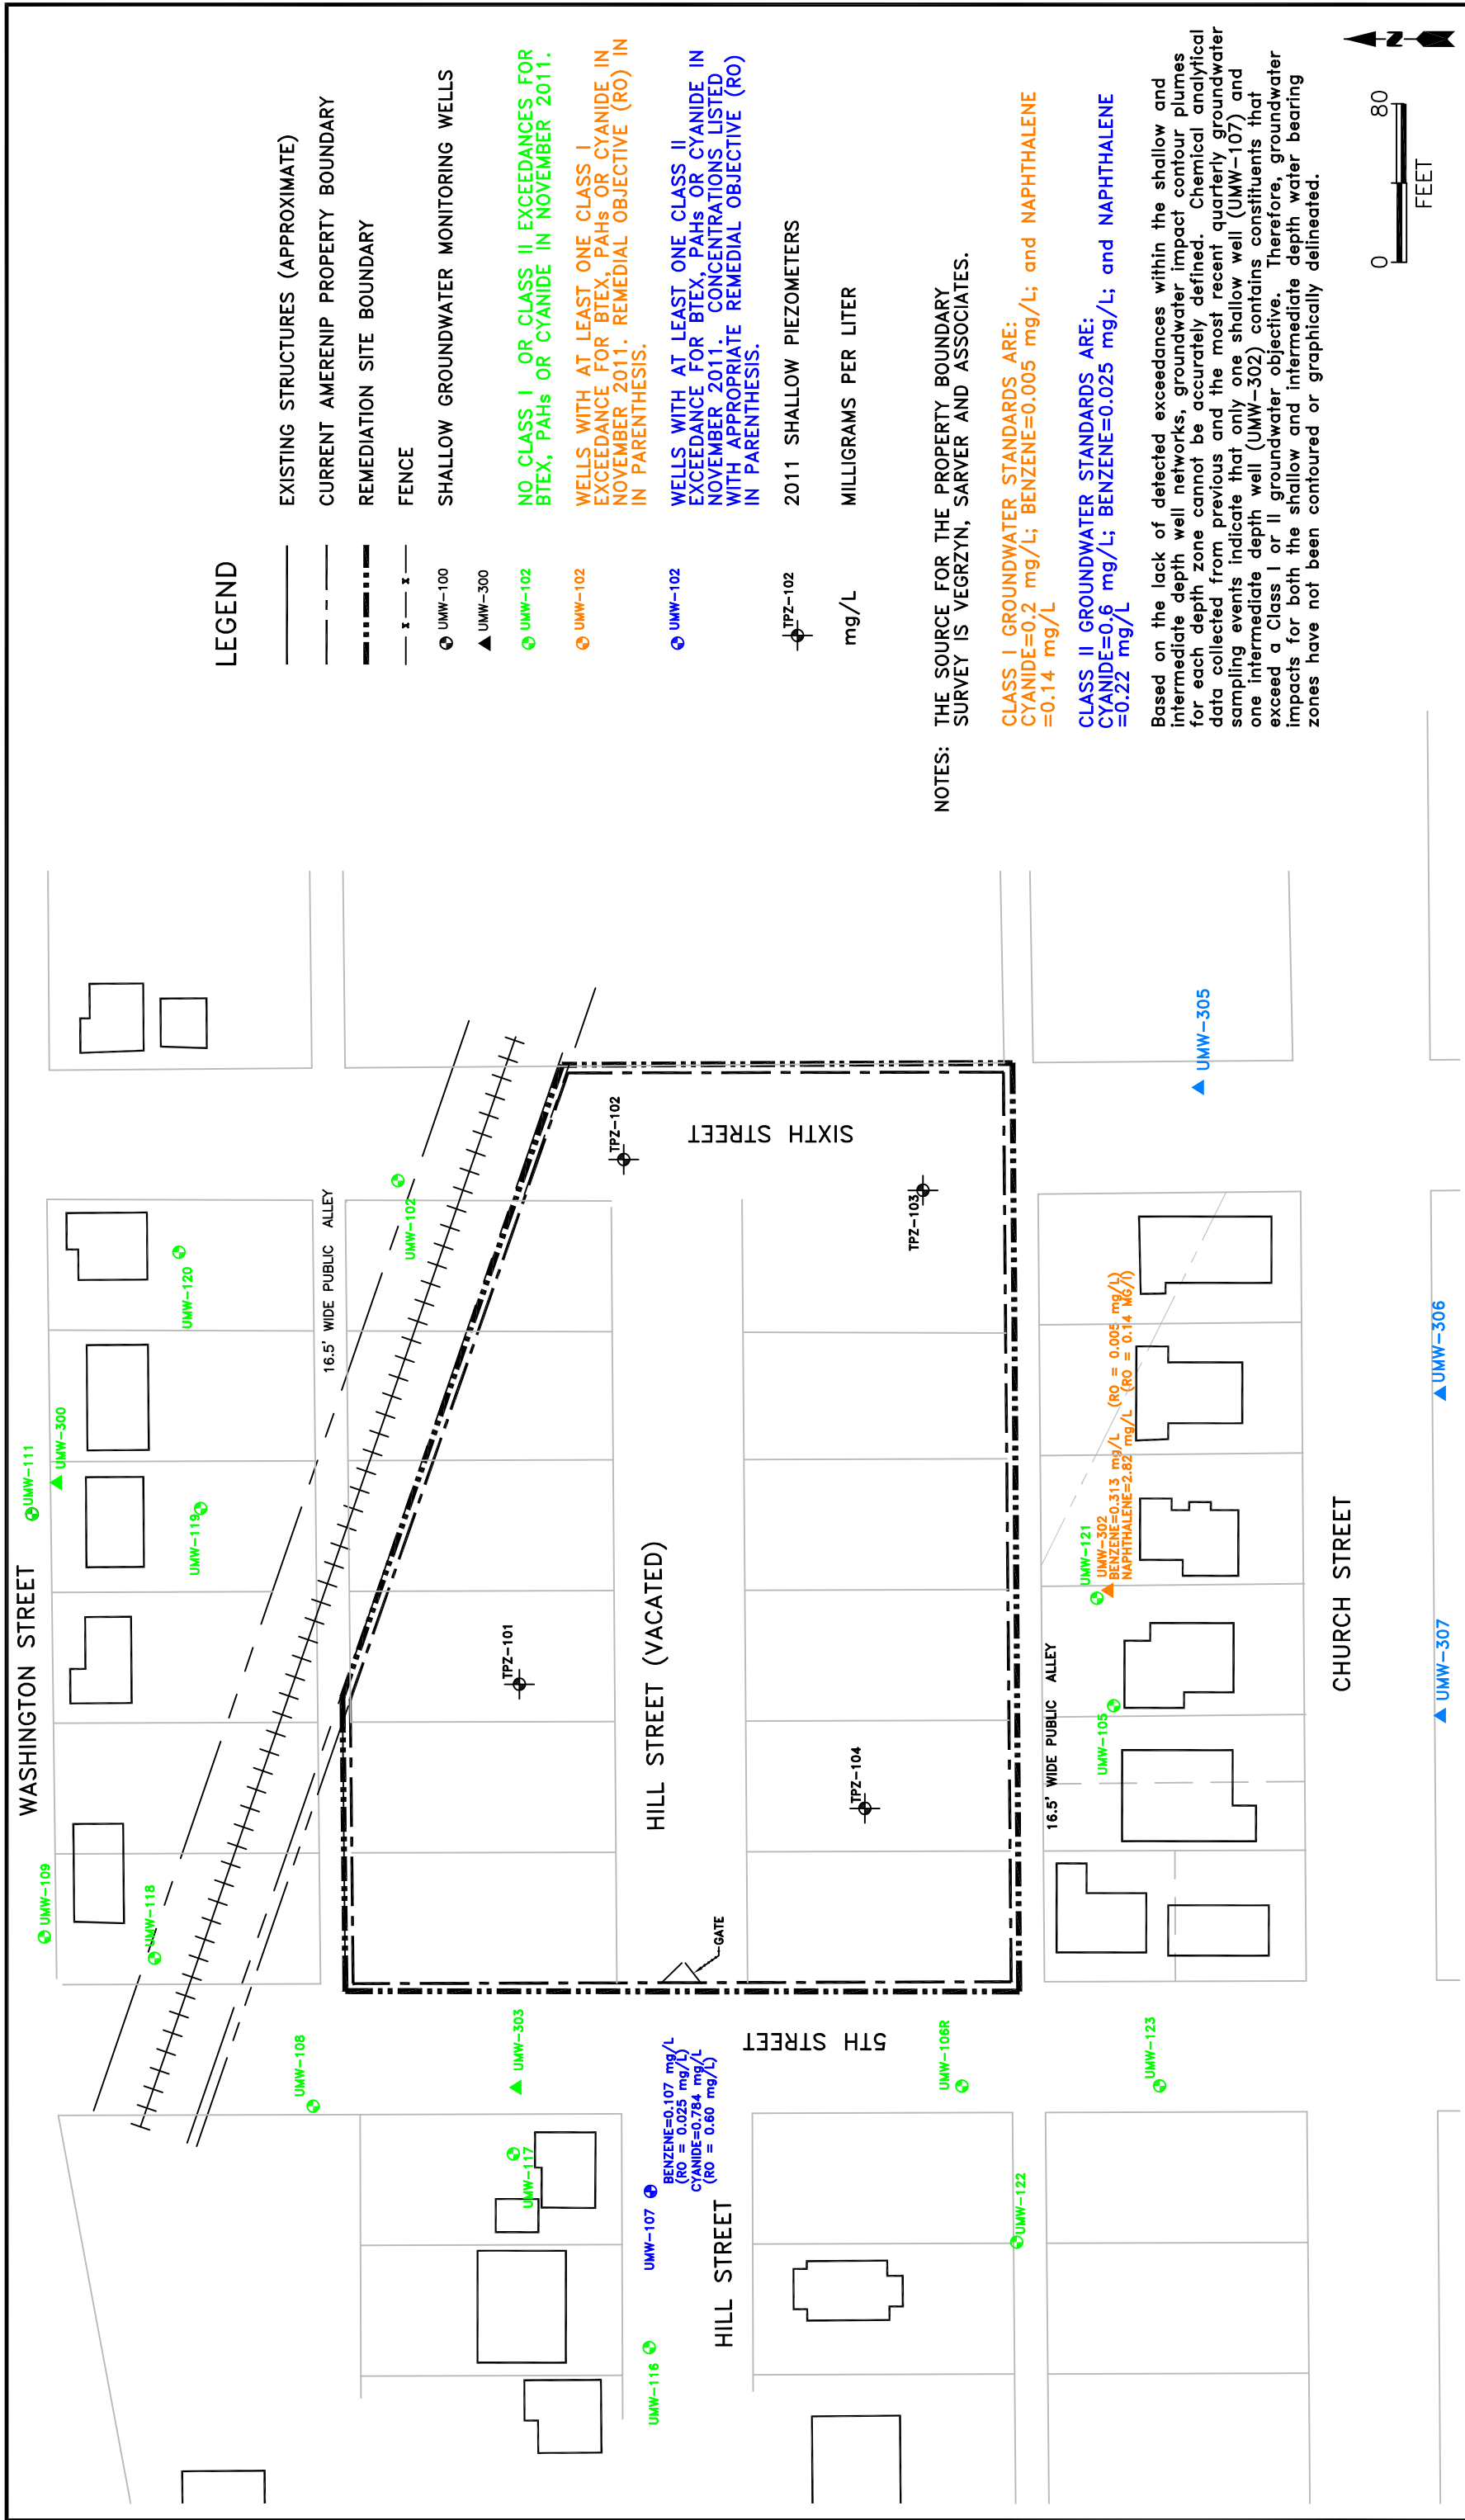 LEGEND
EXISTING STRUCTURES (APPROXIMATE)
CURRENT AMERENIP PROPERTY BOUNDARY
REMEDIATION SITE BOUNDARY
FENCE
UMW-100
SHALLOW GROUNDWATER MONITORING WELLS
UMW-300
UMW-102
NO CLASS I OR CLASS II EXCEEDANCES FOR
BTEX, PAHs OR CYANIDE IN NOVEMBER 2011.
UMW-102
WELLS WITH AT LEAST ONE CLASS I
EXCEEDANCE FOR BTEX, PAHs OR CYANIDE IN
NOVEMBER 2011. REMEDIAL OBJECTIVE (RO) IN
IN PARENTHESIS.
UMW-102
WELLS WITH AT LEAST ONE CLASS II
EXCEEDANCE FOR BTEX, PAHs OR CYANIDE IN
NOVEMBER 2011. CONCENTRATIONS LISTED
WITH APPROPRIATE REMEDIAL OBJECTIVE (RO)
IN PARENTHESIS.
TPZ-102
2011 SHALLOW PIEZOMETERS
mg/L
MILLIGRAMS PER LITER
NOTES: THE SOURCE FOR THE PROPERTY BOUNDARY
SURVEY IS VEGRZYN, SARVER AND ASSOCIATES.
CLASS I GROUNDWATER STANDARDS ARE:
CYANIDE=0.2 mg/L; BENZENE=0.005 mg/L; and NAPHTHALENE
=0.14 mg/L
CLASS II GROUNDWATER STANDARDS ARE:
CYANIDE=0.6 mg/L; BENZENE=0.025 mg/L; and NAPHTHALENE
=0.22 mg/L
Based on the lack of detected exceedances within the shallow and
intermediate depth well networks, groundwater impact contour plumes
for each depth zone cannot be accurately defined. Chemical analytical
data collected from previous and the most recent quarterly groundwater
sampling events indicate that only one shallow well (UMW-107) and
one intermediate depth well (UMW-302) contains constituents that
exceed a Class I or II groundwater objective. Therefore, groundwater
impacts for both the shallow and intermediate depth water bearing
zones have not been contoured or graphically delineated.
N
0
80
FEET
WASHINGTON STREET
UMW-109
UMW-111
UMW-300
UMW-118
UMW-119
UMW-120
16.5' WIDE PUBLIC ALLEY
UMW-102
UMW-108
UMW-303
UMW-117
TPZ-101
TPZ-102
SIXTH STREET
HILL STREET (VACATED)
GATE
5TH STREET
UMW-116
UMW-107
BENZENE=0.107 mg/L
(RO = 0.025 mg/L)
CYANIDE=0.784 mg/L
(RO = 0.60 mg/L)
HILL STREET
TPZ-104
TPZ-103
UMW-106R
UMW-122
UMW-123
16.5' WIDE PUBLIC ALLEY
UMW-105
UMW-121
UMW-302
BENZENE=0.313 mg/L (RO = 0.005 mg/L)
NAPHTHALENE=2.82 mg/L (RO = 0.14 MG/l)
UMW-305
CHURCH STREET
UMW-307
UMW-306